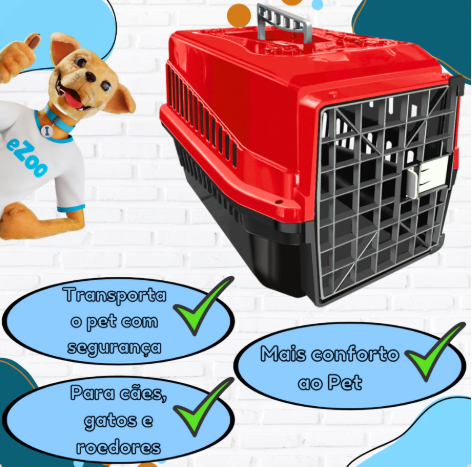 eZoo
Transporta
o pet com
segurança
Mais conforto
ao Pet
Para cães,
gatos e
roedores